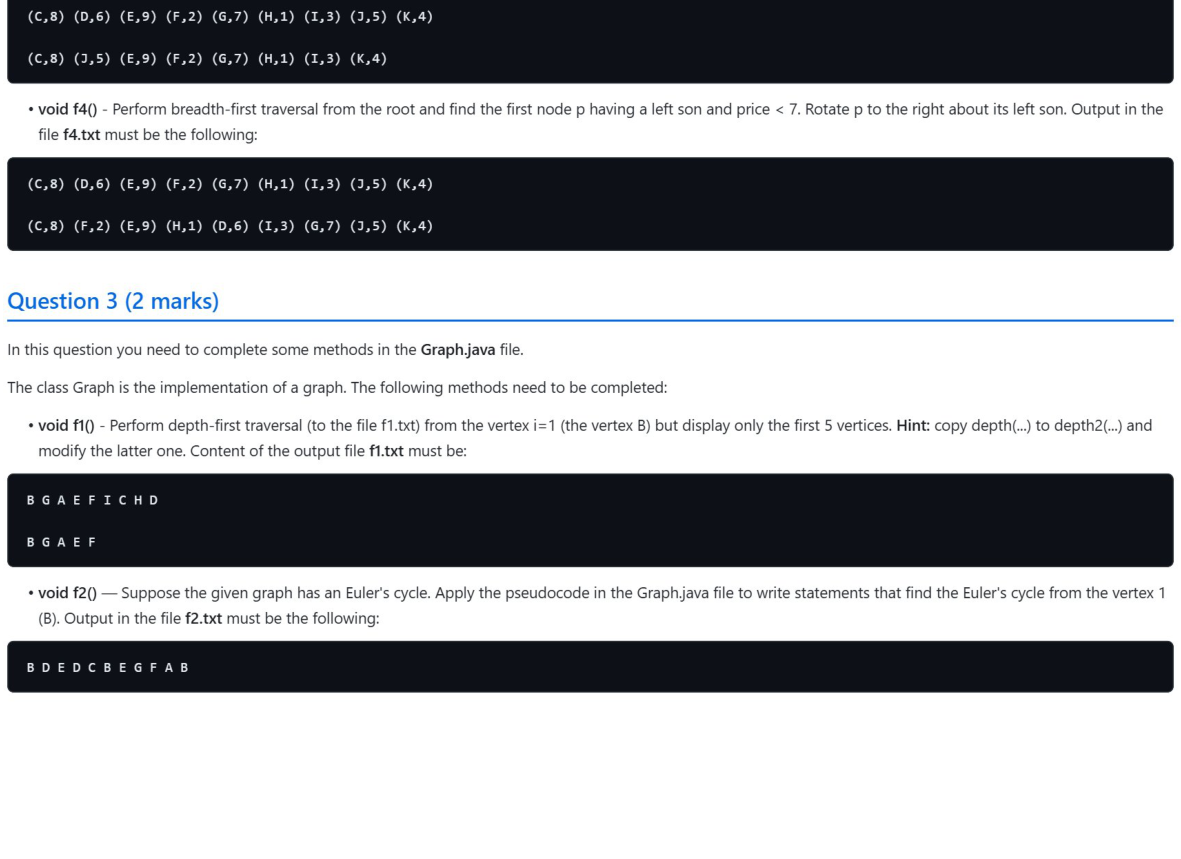 (C,8) (D,6) (E,9) (F,2) (G,7) (H,1) (I,3) (J,5) (K,4)
(C,8) (J,5) (E,9) (F,2) (G,7) (H,1) (I,3) (K,4)
• void f4() - Perform breadth-first traversal from the root and find the first node p having a left son and price < 7. Rotate p to the right about its left son. Output in the
file f4.txt must be the following:
(C,8) (D,6) (E,9) (F,2) (G,7) (H,1) (I,3) (J,5) (K,4)
(C,8) (F,2) (E,9) (H,1) (D,6) (I,3) (G,7) (J,5) (K,4)
Question 3 (2 marks)
In this question you need to complete some methods in the Graph.java file.
The class Graph is the implementation of a graph. The following methods need to be completed:
• void f1() - Perform depth-first traversal (to the file f1.txt) from the vertex i=1 (the vertex B) but display only the first 5 vertices. Hint: copy depth(...) to depth2(...) and
modify the latter one. Content of the output file f1.txt must be:
B G A E F I C H D
B G A E F
• void f2() — Suppose the given graph has an Euler's cycle. Apply the pseudocode in the Graph.java file to write statements that find the Euler's cycle from the vertex 1
(B). Output in the file f2.txt must be the following:
B D E D C B E G F A B